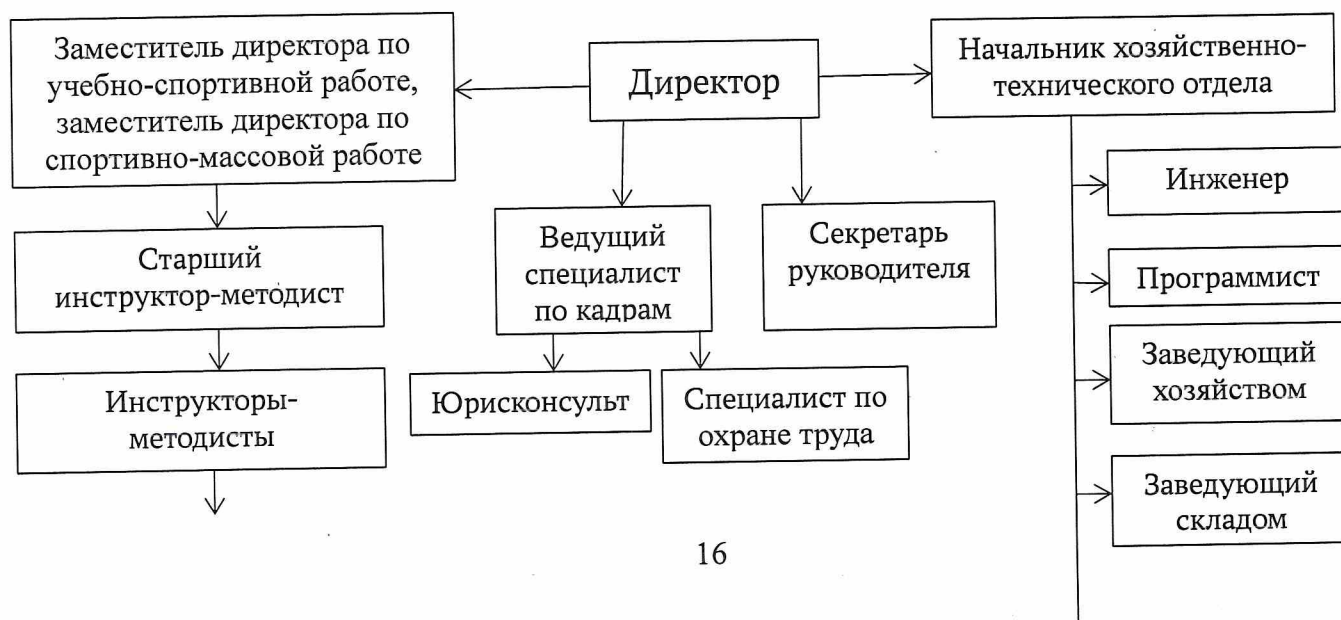 Заместитель директора по
учебно-спортивной работе,
заместитель директора по
спортивно-массовой работе
Директор
Начальник хозяйственно-
технического отдела
Инженер
Старший
инструктор-методист
Ведущий
специалист
по кадрам
Секретарь
руководителя
Программист
Инструкторы-
методисты
Юрисконсульт
Специалист по
охране труда
Заведующий
хозяйством
Заведующий
складом
16